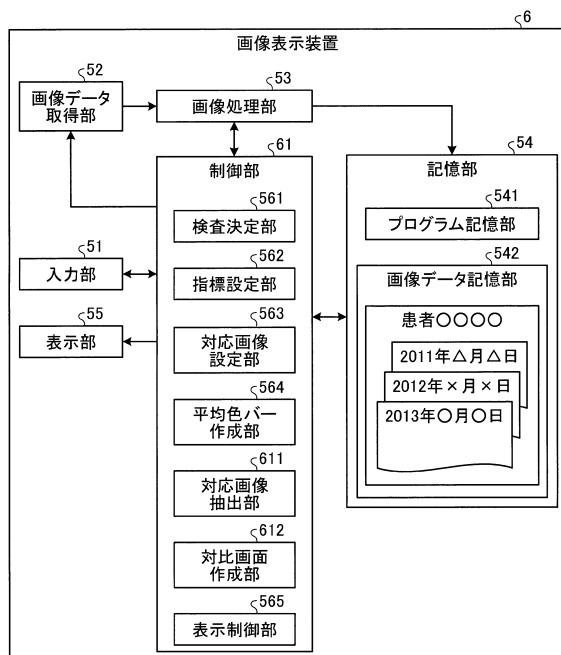 6
画像表示装置
52
画像データ
取得部
53
画像処理部
61
制御部
561
検査決定部
562
指標設定部
563
対応画像
設定部
564
平均色バー
作成部
611
対応画像
抽出部
612
対比画面
作成部
565
表示制御部
51
入力部
55
表示部
54
記憶部
541
プログラム記憶部
542
画像データ記憶部
患者○○○○
2011年△月△日
2012年×月×日
2013年○月○日